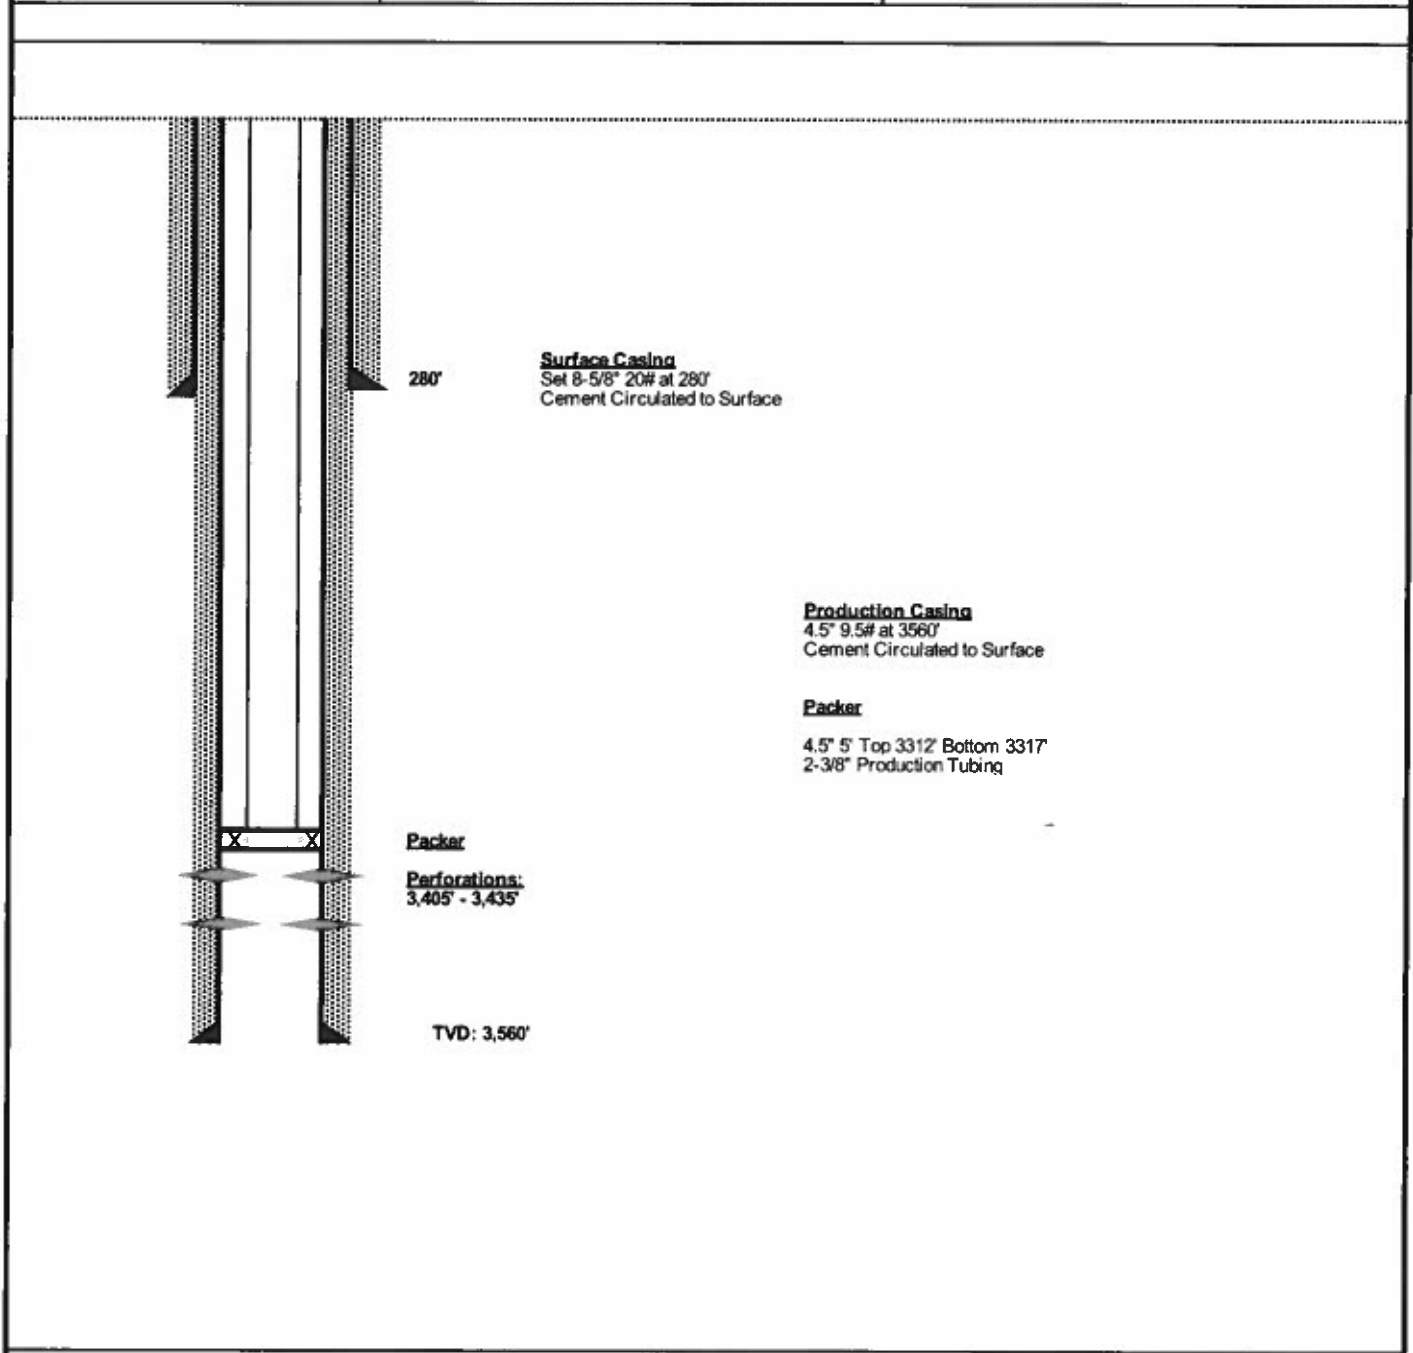 280'
Surface Casing
Set 8-5/8" 20# at 280'
Cement Circulated to Surface
Production Casing
4.5" 9.5# at 3560'
Cement Circulated to Surface
Packer
4.5" 5' Top 3312' Bottom 3317'
2-3/8" Production Tubing
X X
Packer
Perforations:
3,405' - 3,435'
TVD: 3,560'